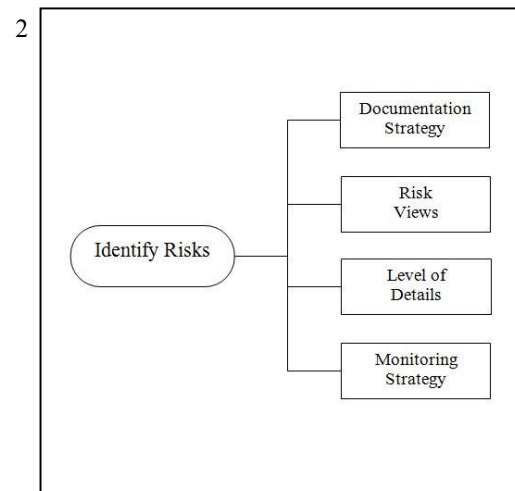 2
Documentation
Strategy
Risk
Views
Identify Risks
Level of
Details
Monitoring
Strategy